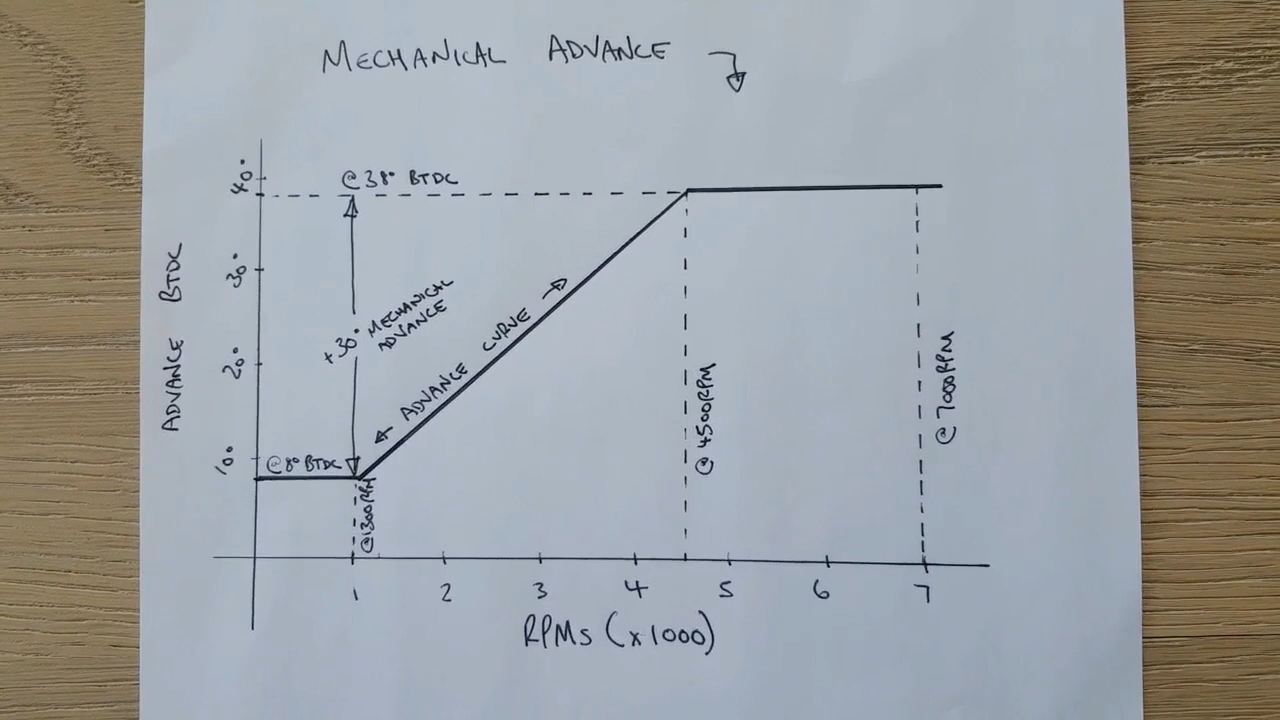 MECHANICAL ADVANCE
40°
@38° BTDC
30°
+30° MECHANICAL
ADVANCE
ADVANCE CURVE
20°
ADVANCE BTDC
@4500RPM
@7000RPM
10°
@8° BTDC
@1300RPM
1 2 3 4 5 6 7
RPMs (x1000)